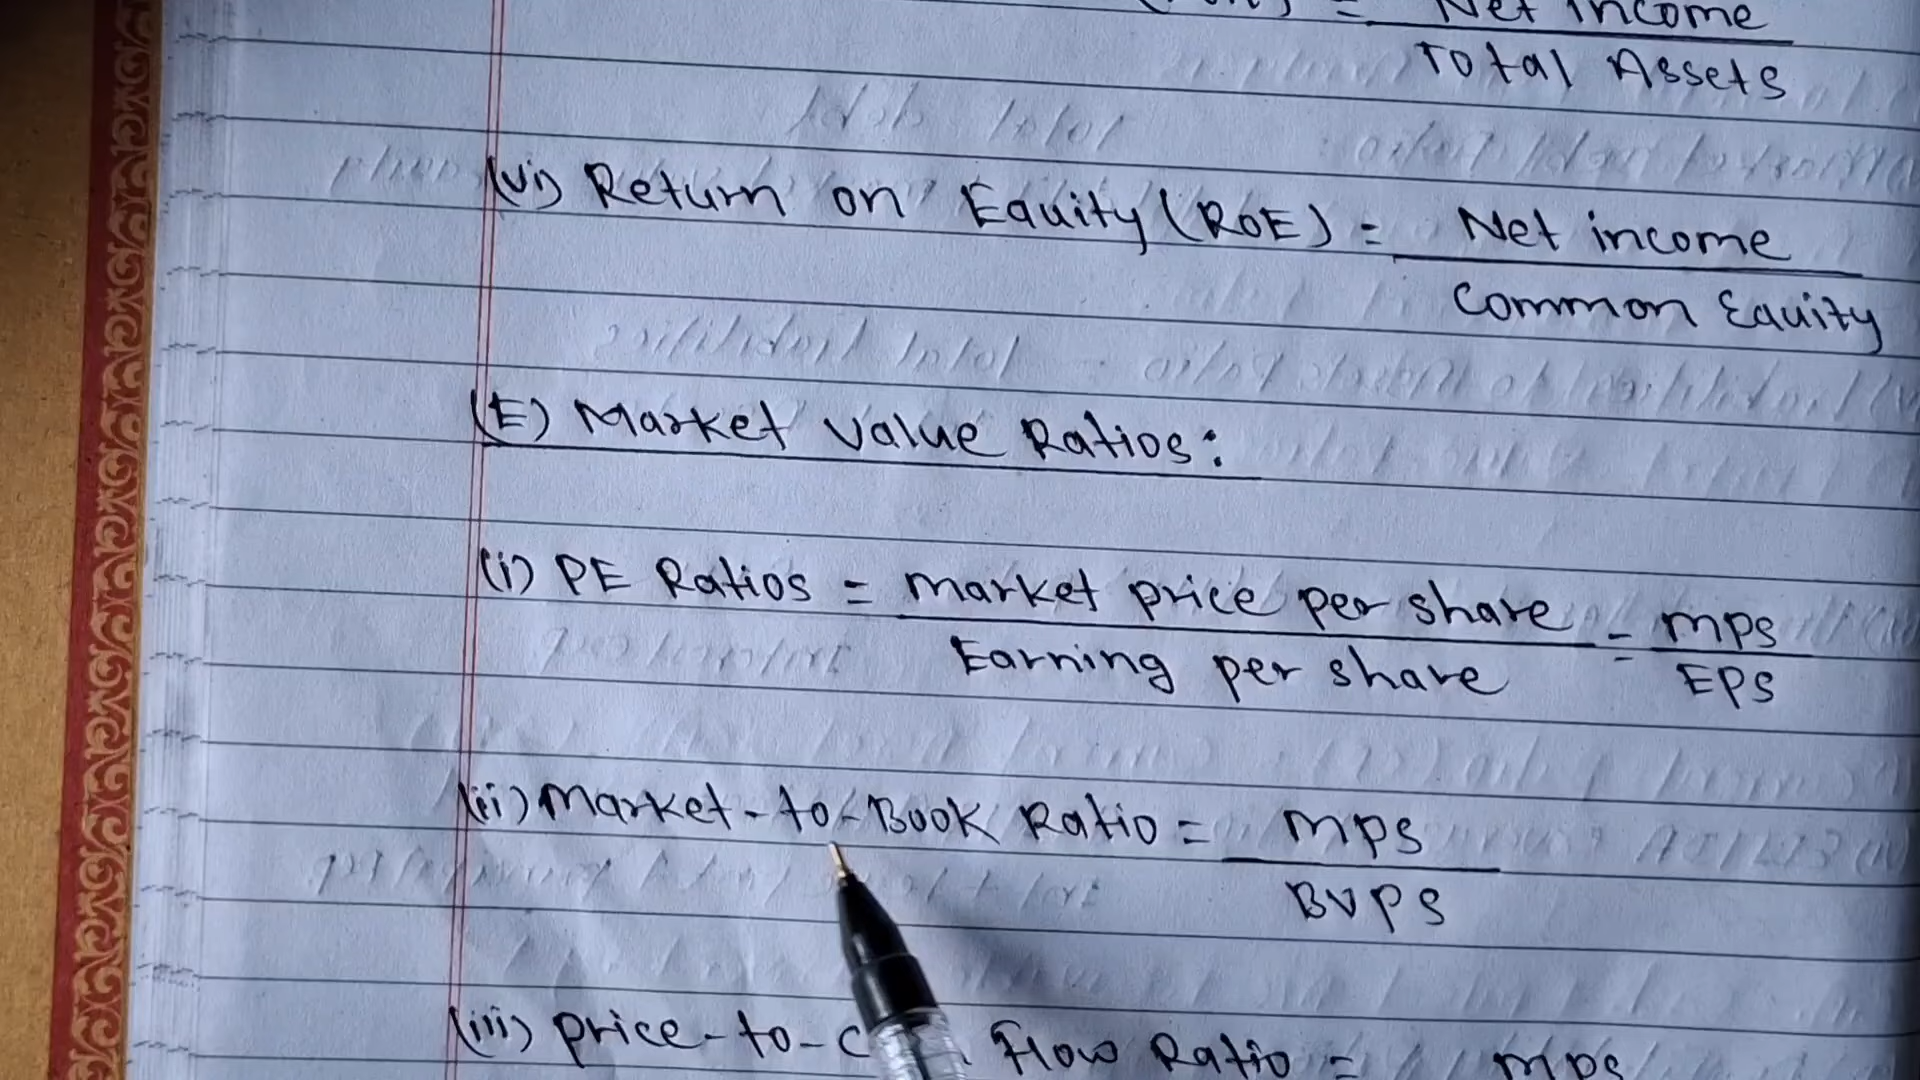 = Net income
Total Assets
(vi) Return on Equity (ROE) = Net income
Common Equity
(E) Market Value Ratios:
(i) PE Ratios = Market price per share = MPS
Earning per share EPS
(ii) Market-to-Book Ratio = MPS
BVPS
(iii) Price-to-C Flow Ratio = MPS